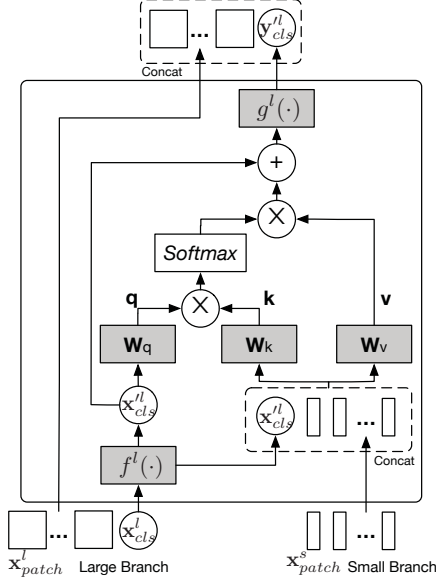 ... y'^l_cls
Concat
g^l(·)
+
X
Softmax
q X k v
W_q W_k W_v
x'^l_cls x'^l_cls ...
f^l(·) Concat
... x^l_cls ...
x^l_patch Large Branch x^s_patch Small Branch